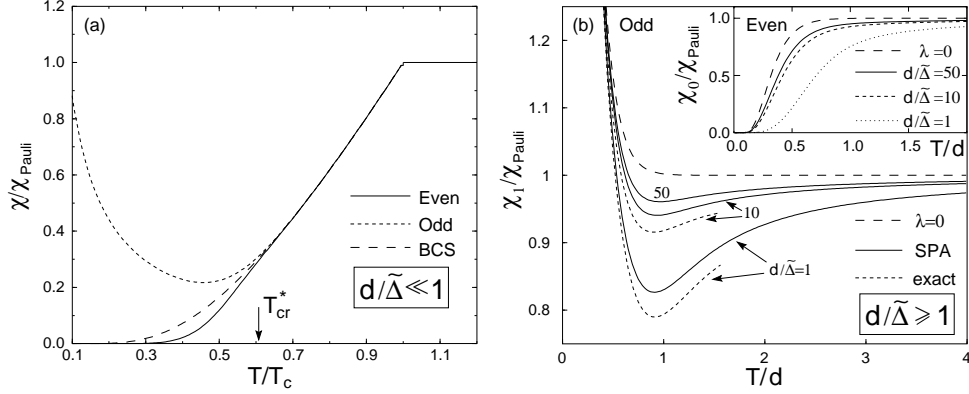 (a)
χ/χPauli
1.2
1.0
0.8
0.6
0.4
0.2
0.0
0.1
0.3
0.5
0.7
0.9
1.1
T/Tc
Even
Odd
BCS
d/Δ̃≪1
T*cr
(b) Odd
χ1/χPauli
1.2
1.1
1
0.9
0.8
0
1
2
3
4
T/d
50
10
d/Δ̃=1
λ=0
SPA
exact
d/Δ̃⩾1
Even
χ0/χPauli
1.0
0.5
0.0
0.0
0.5
1.0
1.5
T/d
λ=0
d/Δ̃=50
d/Δ̃=10
d/Δ̃=1